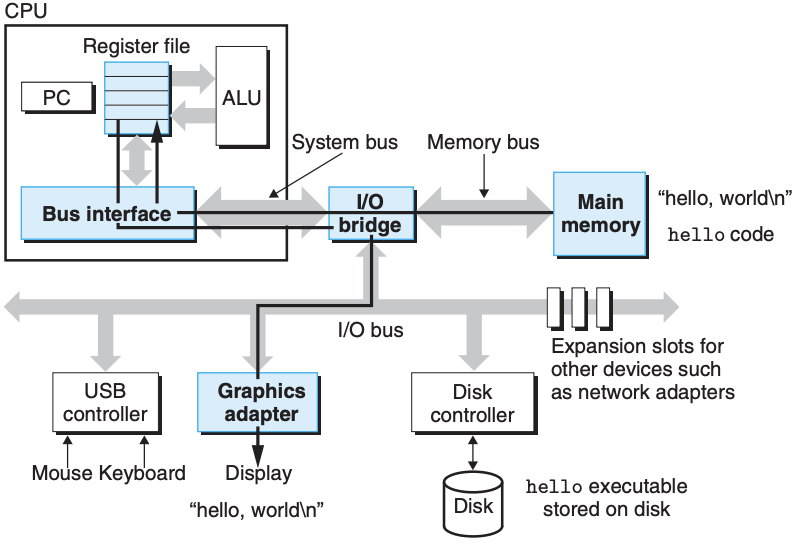 CPU
Register file
PC
ALU
System bus
Memory bus
Bus interface
I/O
bridge
Main
memory
“hello, world\n”
hello code
I/O bus
Expansion slots for
other devices such
as network adapters
USB
controller
Graphics
adapter
Disk
controller
Mouse Keyboard
Display
“hello, world\n”
Disk
hello executable
stored on disk